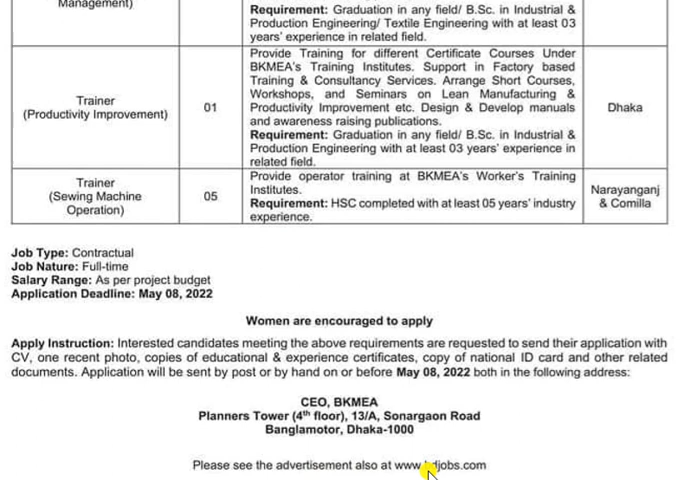 Management)
Requirement: Graduation in any field/ B.Sc. in Industrial &
Production Engineering/ Textile Engineering with at least 03
years' experience in related field.
Trainer
(Productivity Improvement)
01
Provide Training for different Certificate Courses Under
BKMEA's Training Institutes. Support in Factory based
Training & Consultancy Services. Arrange Short Courses,
Workshops, and Seminars on Lean Manufacturing &
Productivity Improvement etc. Design & Develop manuals
and awareness raising publications.
Requirement: Graduation in any field/ B.Sc. in Industrial &
Production Engineering with at least 03 years' experience in
related field.
Dhaka
Trainer
(Sewing Machine
Operation)
05
Provide operator training at BKMEA's Worker's Training
Institutes.
Requirement: HSC completed with at least 05 years' industry
experience.
Narayanganj
& Comilla
Job Type: Contractual
Job Nature: Full-time
Salary Range: As per project budget
Application Deadline: May 08, 2022
Women are encouraged to apply
Apply Instruction: Interested candidates meeting the above requirements are requested to send their application with
CV, one recent photo, copies of educational & experience certificates, copy of national ID card and other related
documents. Application will be sent by post or by hand on or before May 08, 2022 both in the following address:
CEO, BKMEA
Planners Tower (4th floor), 13/A, Sonargaon Road
Banglamotor, Dhaka-1000
Please see the advertisement also at www.bdjobs.com